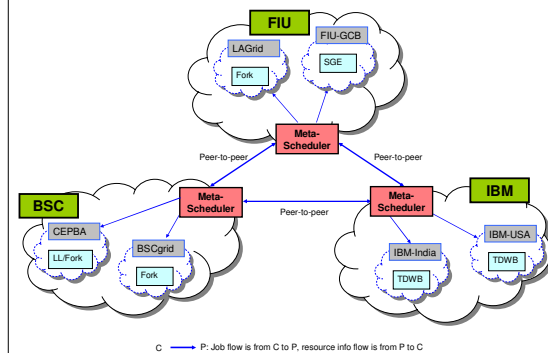 FIU
LAGrid
FIU-GCB
Fork
SGE
Meta-
Scheduler
Peer-to-peer
Peer-to-peer
BSC
Meta-
Scheduler
Peer-to-peer
Meta-
Scheduler
IBM
CEPBA
LL/Fork
BSCgrid
Fork
IBM-India
TDWB
IBM-USA
TDWB
C P: Job flow is from C to P, resource info flow is from P to C